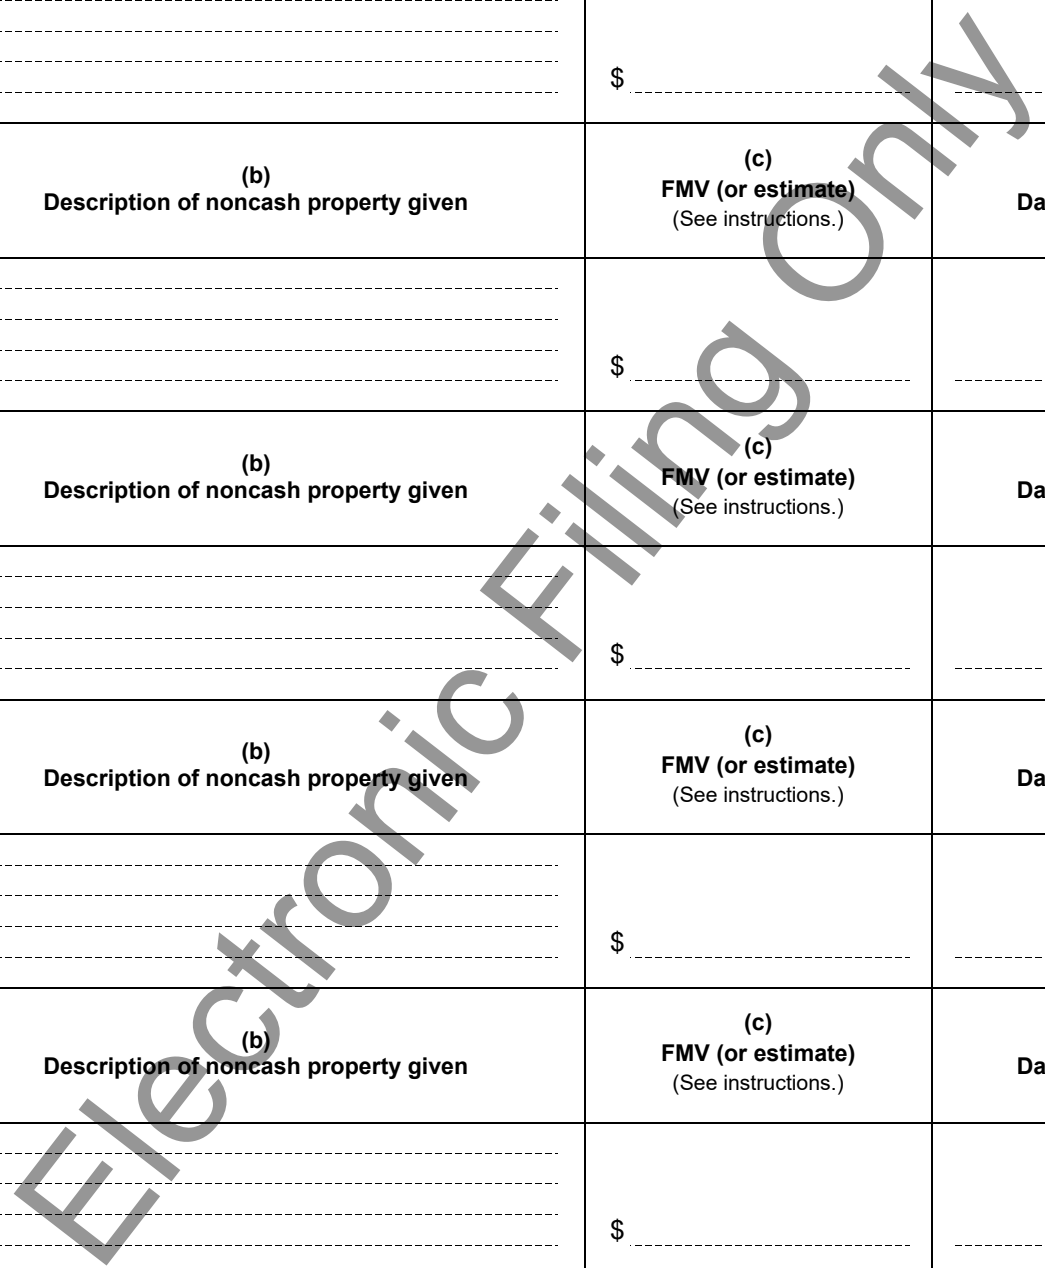 $
(b)
Description of noncash property given
(c)
FMV (or estimate)
(See instructions.)
Da
$
(b)
Description of noncash property given
(c)
FMV (or estimate)
(See instructions.)
Da
$
(b)
Description of noncash property given
(c)
FMV (or estimate)
(See instructions.)
Da
$
(b)
Description of noncash property given
(c)
FMV (or estimate)
(See instructions.)
Da
$
Electronic Filing Only